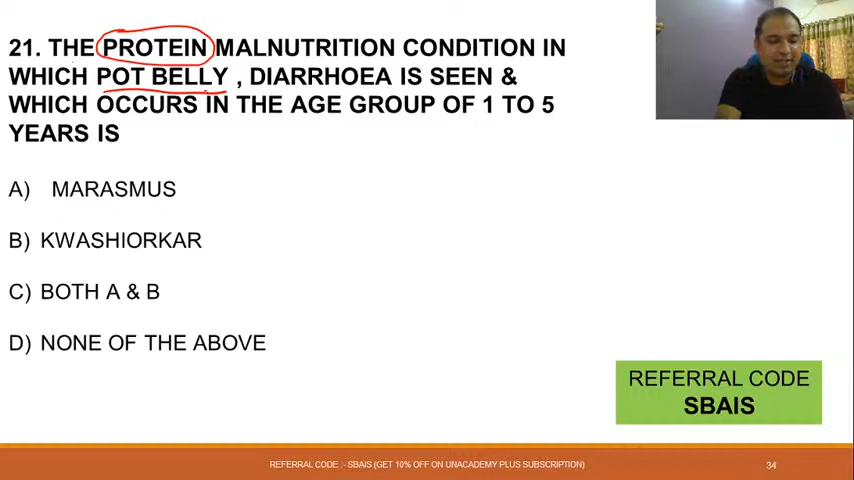 21. THE PROTEIN MALNUTRITION CONDITION IN
WHICH POT BELLY , DIARRHOEA IS SEEN &
WHICH OCCURS IN THE AGE GROUP OF 1 TO 5
YEARS IS
A) MARASMUS
B) KWASHIORKAR
C) BOTH A & B
D) NONE OF THE ABOVE
REFERRAL CODE
SBAIS
REFERRAL CODE :- SBAIS (GET 10% OFF ON UNACADEMY PLUS SUBSCRIPTION)
34